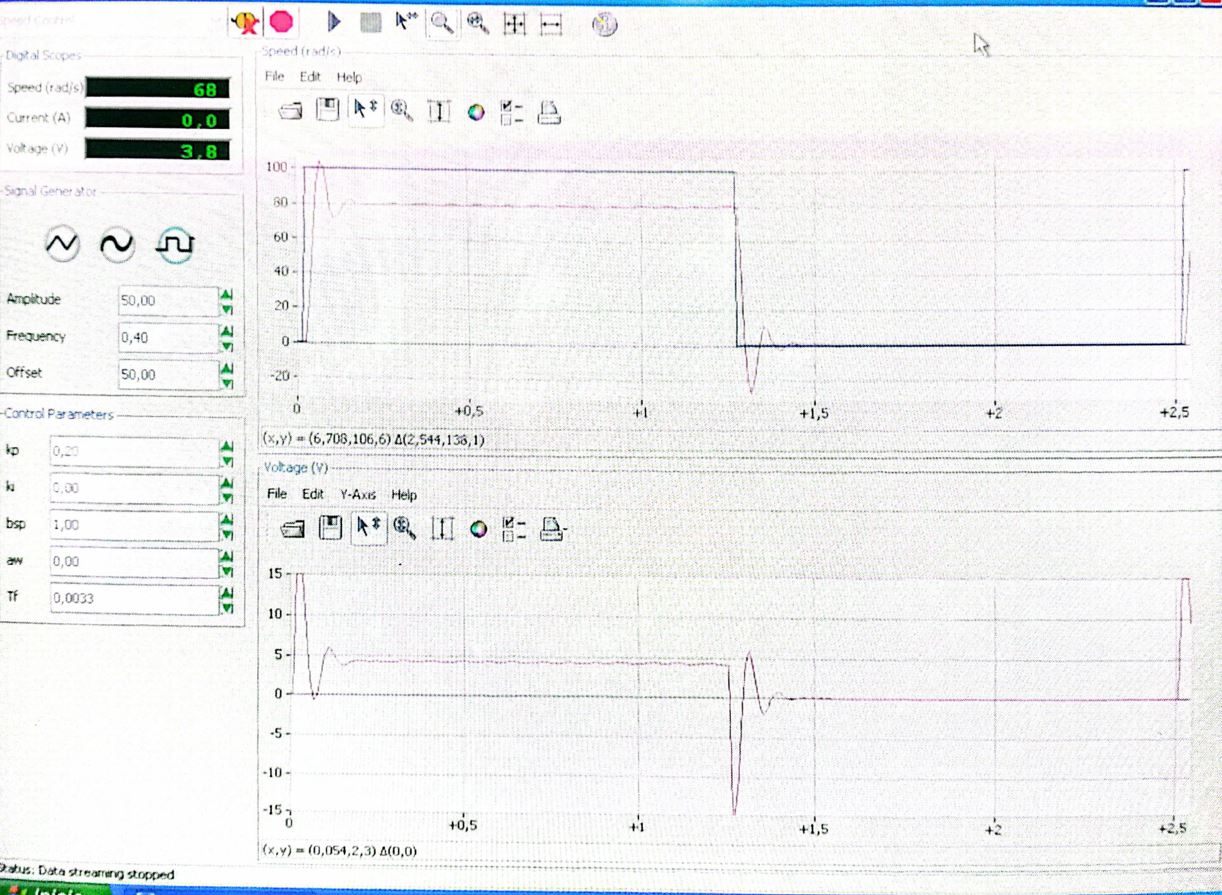 Speed Control
Digital Scopes
Speed (rad/s) 68
Current (A) 0,0
Voltage (V) 3,8
Signal Generator
Amplitude 50,00
Frequency 0,40
Offset 50,00
Control Parameters
kp 0,20
ki 0,00
bsp 1,00
aw 0,00
Tf 0,0033
Speed (rad/s)
File Edit Help
100
80
60
40
20
0
-20
0 +0,5 +1 +1,5 +2 +2,5
(x,y) = (6,708,106,6) Δ(2,544,138,1)
Voltage (V)
File Edit Y-Axis Help
15
10
5
0
-5
-10
-15
0 +0,5 +1 +1,5 +2 +2,5
(x,y) = (0,054,2,3) Δ(0,0)
Status: Data streaming stopped
Inicio